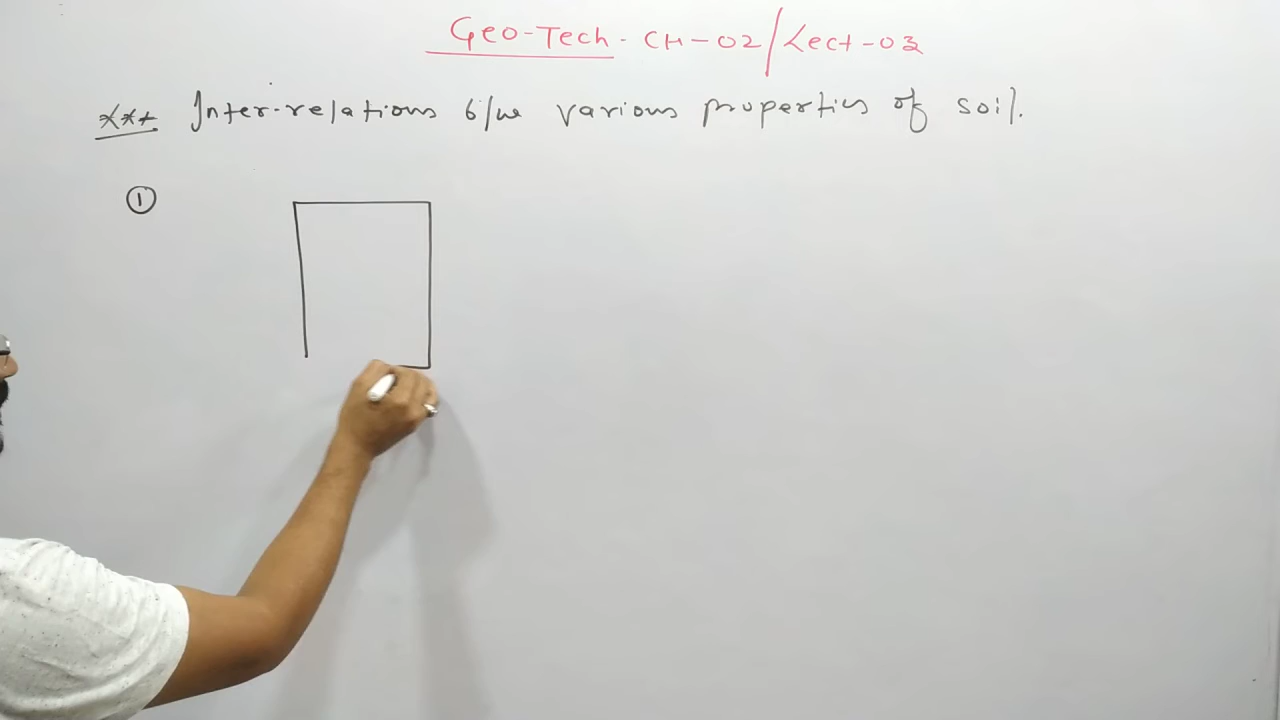 Geo-Tech. CH-02/Lect-03
*** Inter-relations b/w various properties of soil.
①